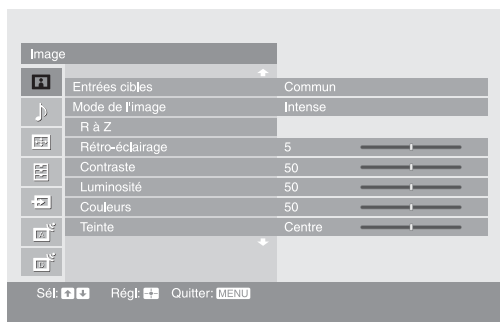 Image
Entrées cibles Commun
Mode de l'image Intense
R à Z
Rétro-éclairage 5
Contraste 50
Luminosité 50
Couleurs 50
Teinte Centre
Sél: Régl: Quitter: MENU